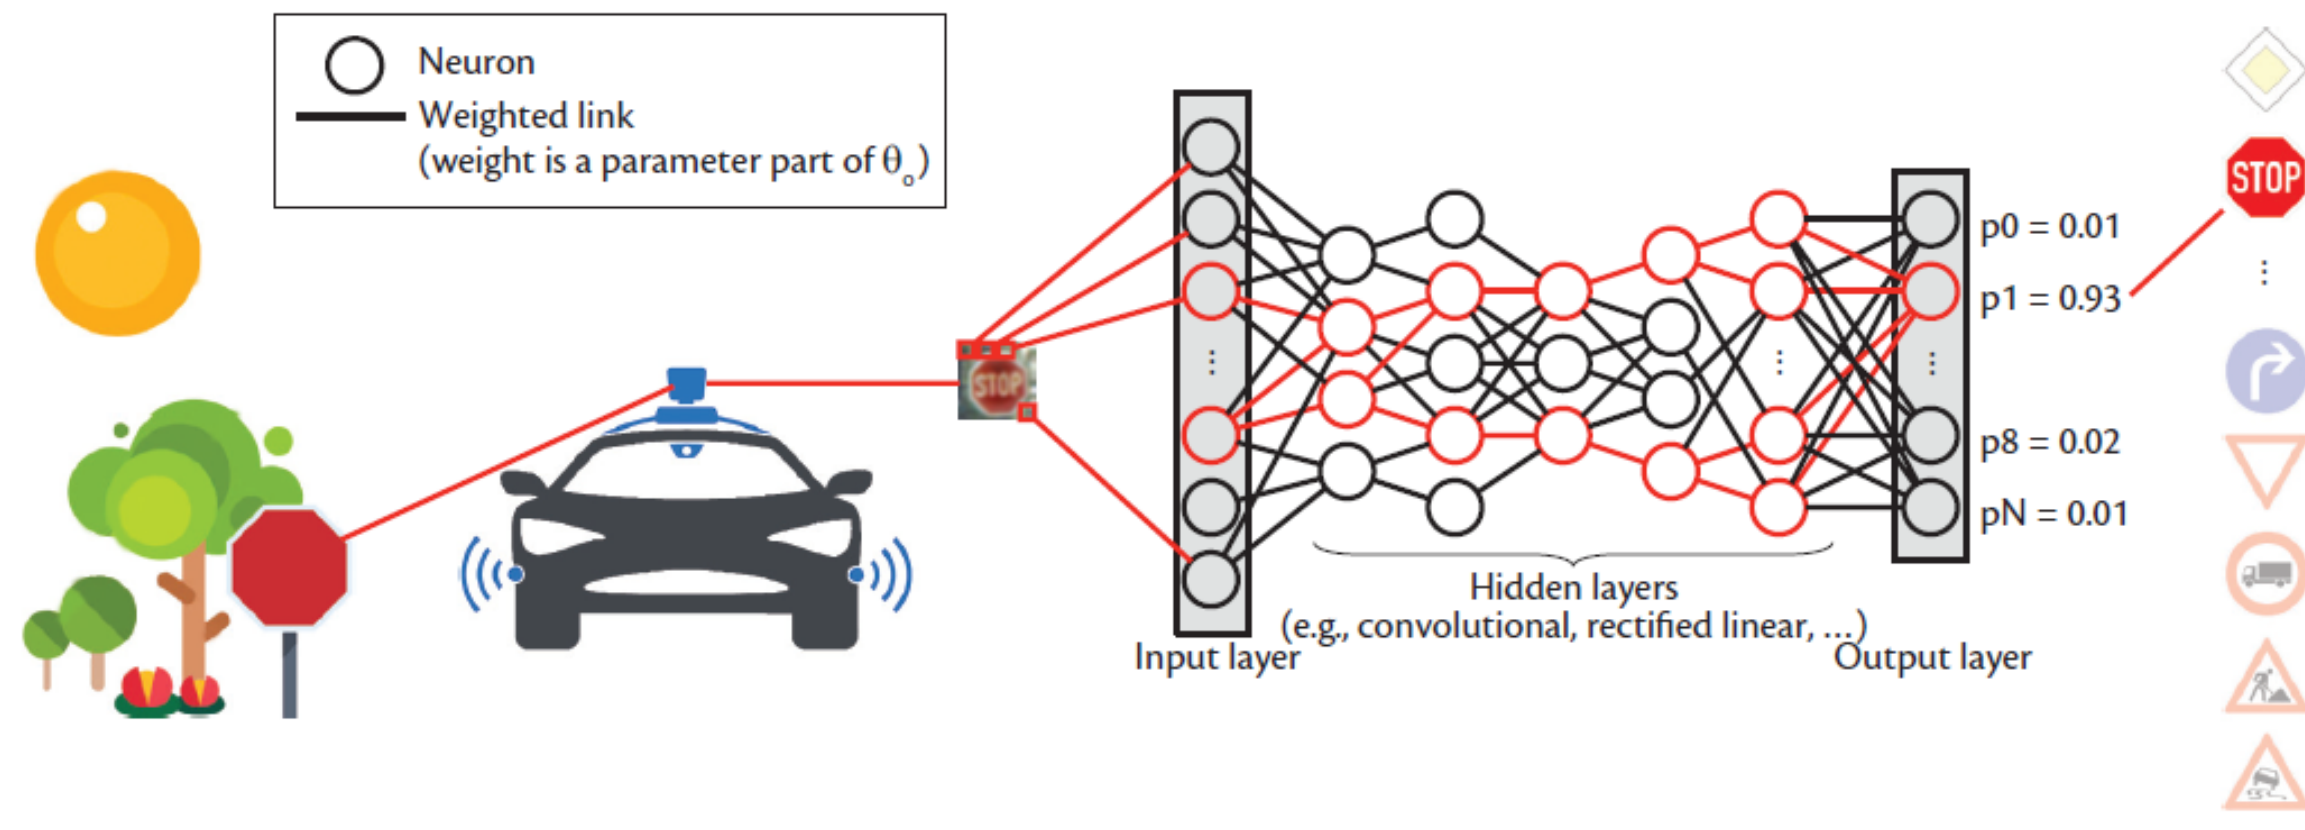 Neuron
Weighted link
(weight is a parameter part of θ₀)
STOP
STOP
p0 = 0.01
p1 = 0.93
...
...
...
...
p8 = 0.02
pN = 0.01
Hidden layers
(e.g., convolutional, rectified linear, ...)
Input layer
Output layer